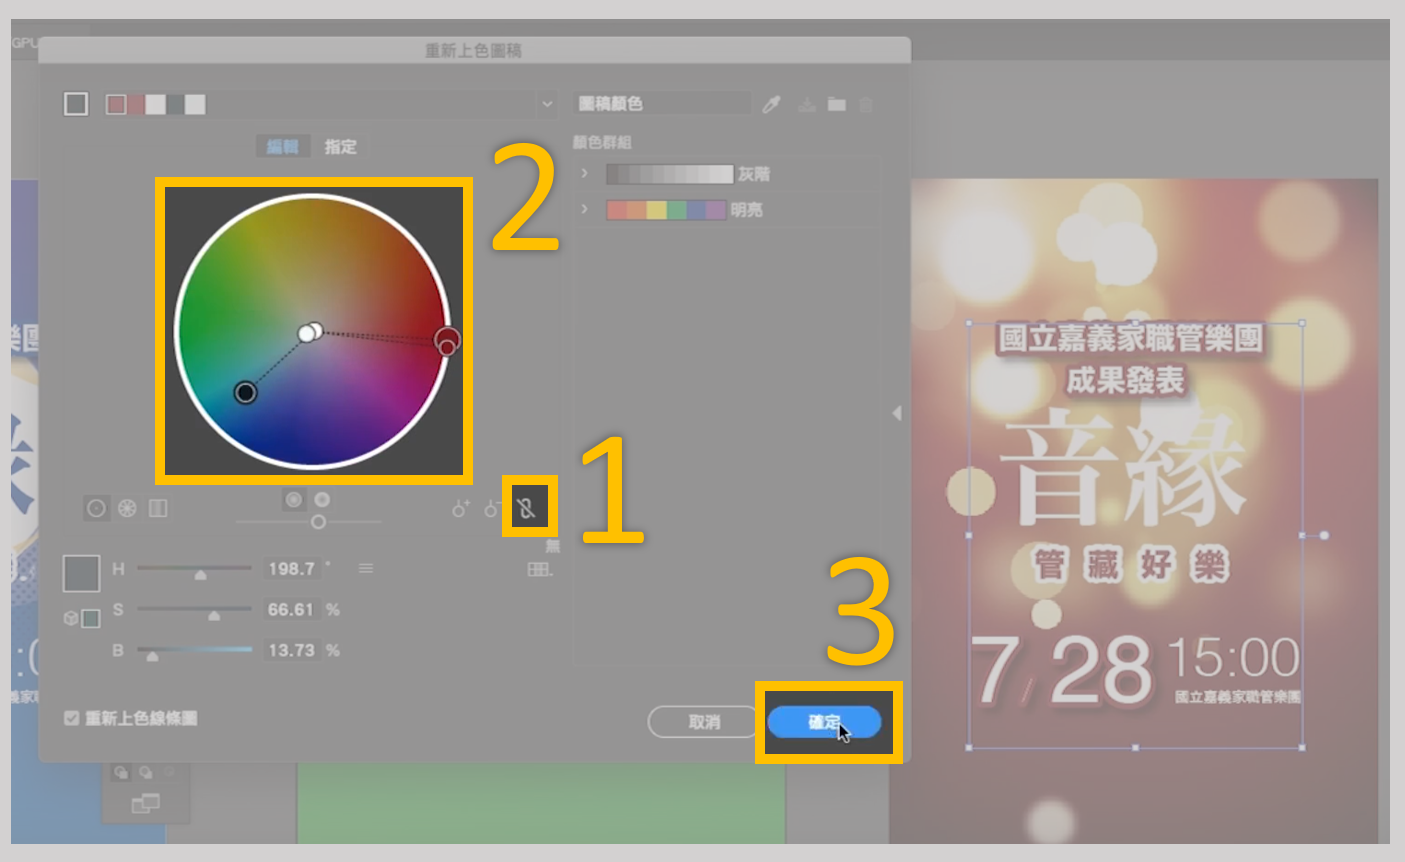 GPU
重新上色圖稿
圖稿顏色
編輯 指定
顏色群組
灰階
明亮
2
1
3
無
H 198.7 °
S 66.61 %
B 13.73 %
重新上色線條圖
取消 確定
國立嘉義家職管樂團
成果發表
音緣
管藏好樂
7/28 15:00
國立嘉義家職管樂團